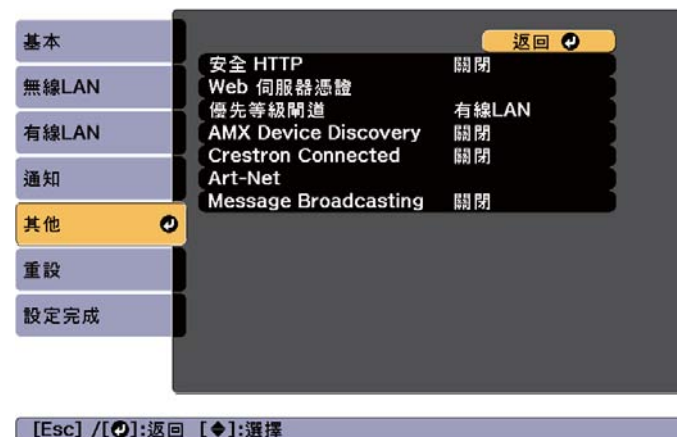 基本
無線LAN
有線LAN
通知
其他
重設
設定完成
返回
安全 HTTP 關閉
Web 伺服器憑證
優先等級閘道 有線LAN
AMX Device Discovery 關閉
Crestron Connected 關閉
Art-Net
Message Broadcasting 關閉
[Esc] /[⏎]:返回 [◆]:選擇